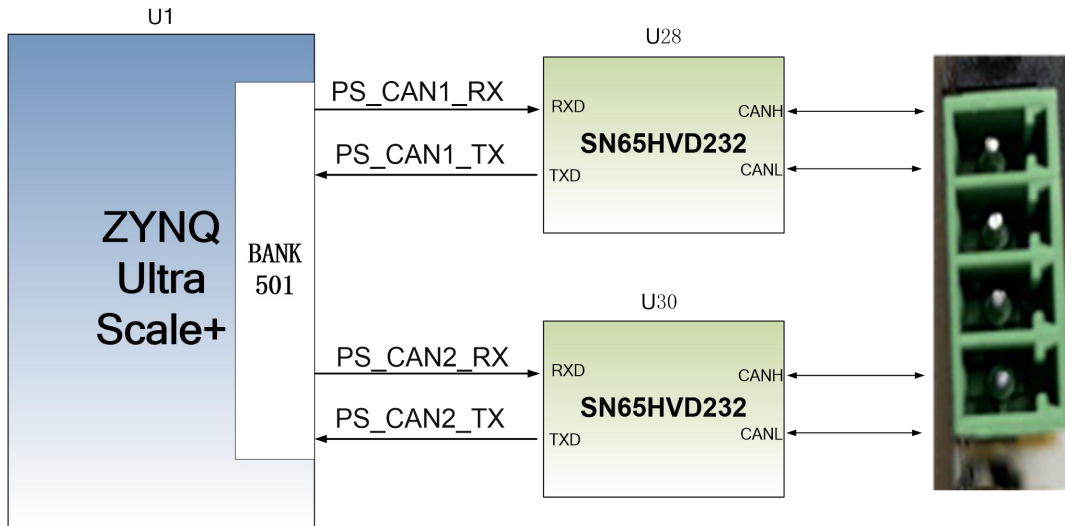 U1
ZYNQ
Ultra
Scale+
BANK
501
PS_CAN1_RX
PS_CAN1_TX
U28
RXD
CANH
SN65HVD232
TXD
CANL
PS_CAN2_RX
PS_CAN2_TX
U30
RXD
CANH
SN65HVD232
TXD
CANL